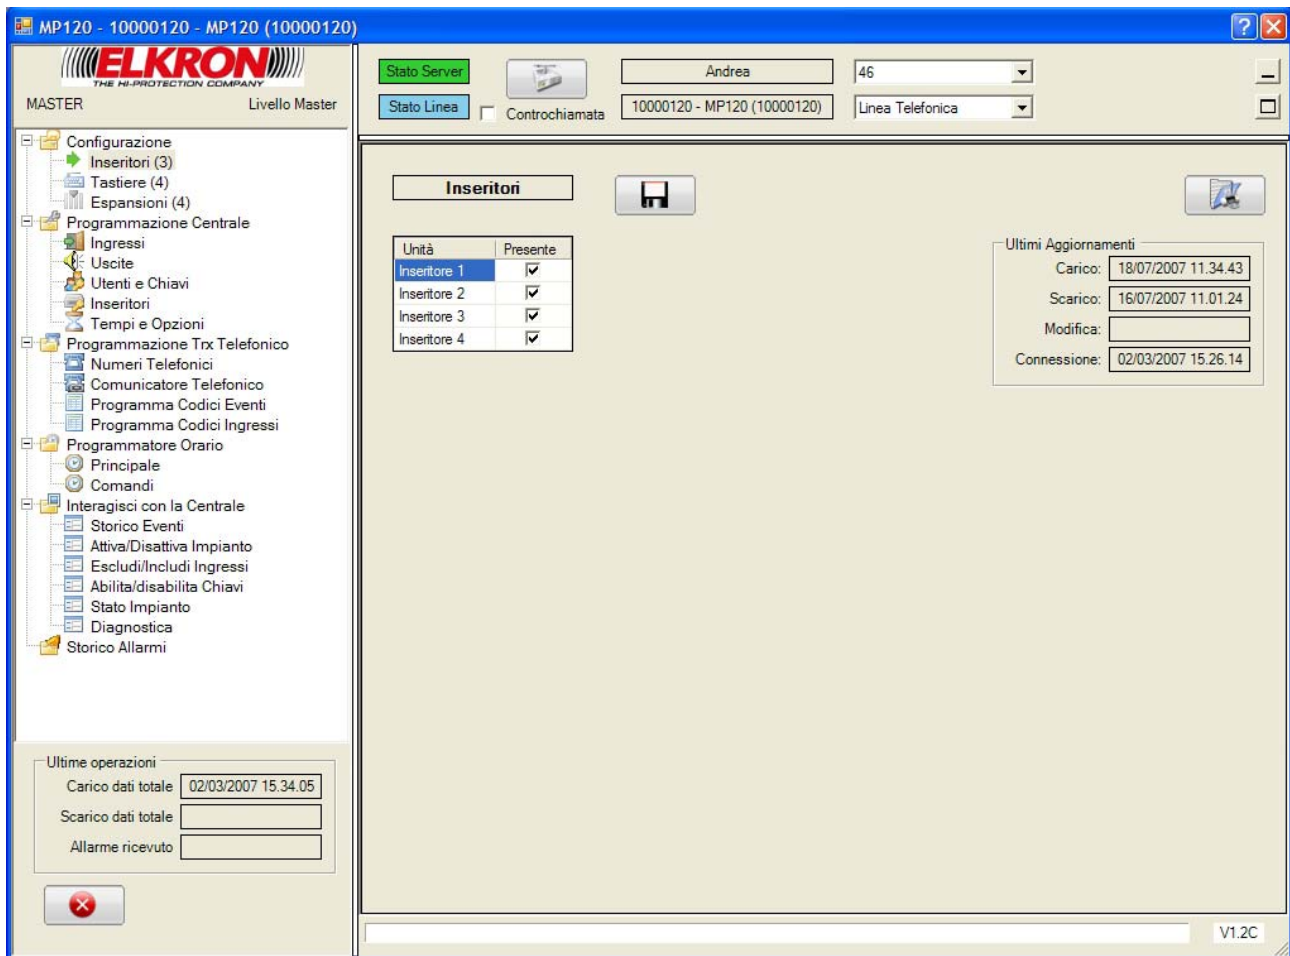 MP120 - 10000120 - MP120 (10000120)
ELKRON
THE HI-PROTECTION COMPANY
MASTER Livello Master
Stato Server
Andrea
46
Stato Linea
Controchiamata
10000120 - MP120 (10000120)
Linea Telefonica
Configurazione
Inseritori (3)
Tastiere (4)
Espansioni (4)
Programmazione Centrale
Ingressi
Uscite
Utenti e Chiavi
Inseritori
Tempi e Opzioni
Programmazione Trx Telefonico
Numeri Telefonici
Comunicatore Telefonico
Programma Codici Eventi
Programma Codici Ingressi
Programmatore Orario
Principale
Comandi
Interagisci con la Centrale
Storico Eventi
Attiva/Disattiva Impianto
Escludi/Includi Ingressi
Abilita/disabilita Chiavi
Stato Impianto
Diagnostica
Storico Allarmi
Ultime operazioni
Carico dati totale 02/03/2007 15.34.05
Scarico dati totale
Allarme ricevuto
Inseritori
Unità Presente
Inseritore 1
Inseritore 2
Inseritore 3
Inseritore 4
Ultimi Aggiornamenti
Carico: 18/07/2007 11.34.43
Scarico: 16/07/2007 11.01.24
Modifica:
Connessione: 02/03/2007 15.26.14
V1.2C